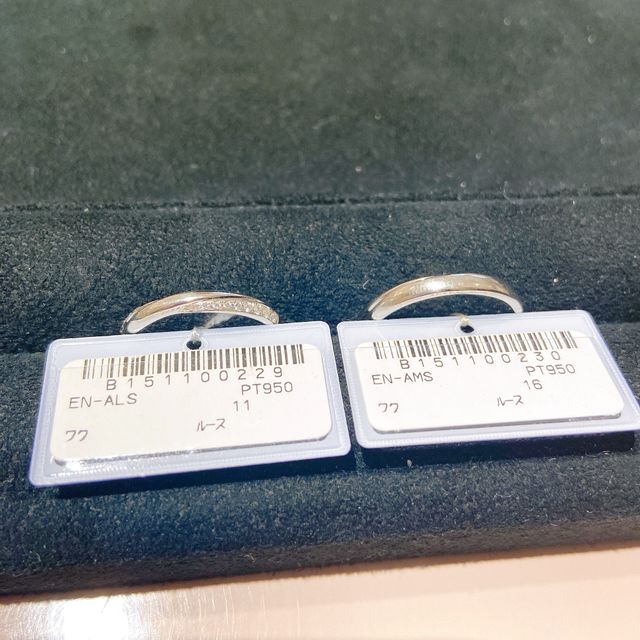 B151100229
EN-ALS PT950
11
ワク ルース
B151100230
EN-AMS PT950
16
ワク ルース